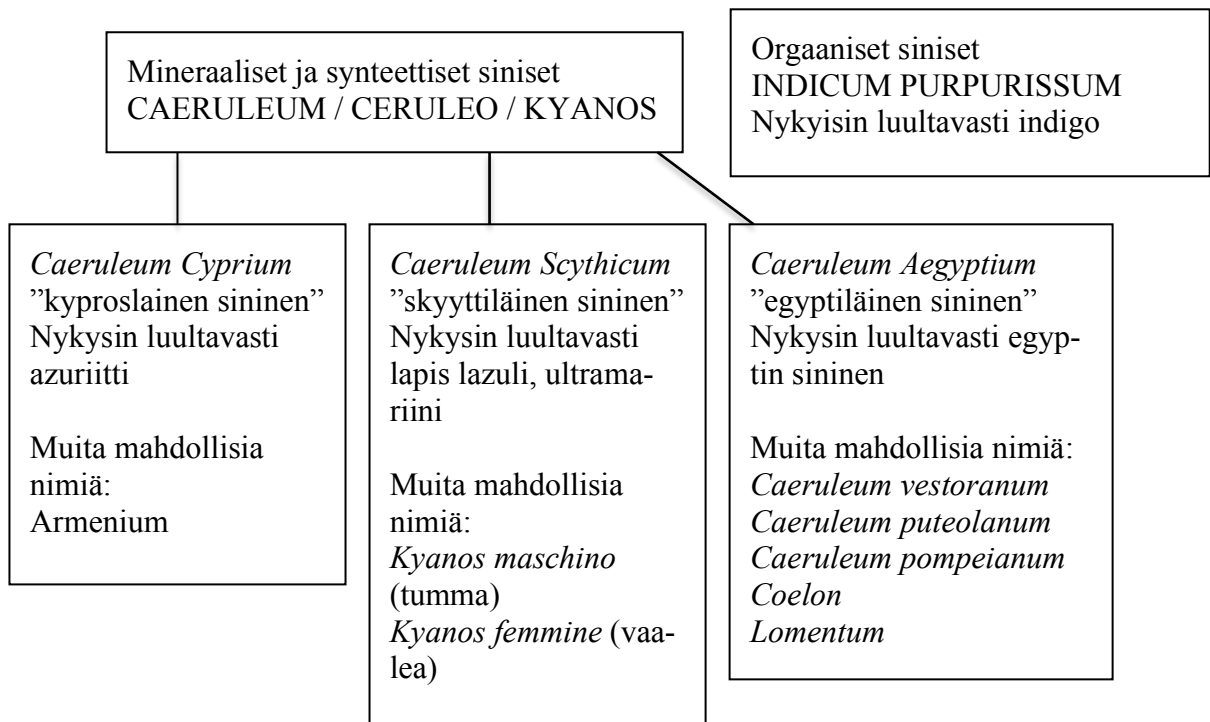 Mineraaliset ja synteettiset siniset
CAERULEUM / CERULEO / KYANOS
Orgaaniset siniset
INDICUM PURPURISSUM
Nykyisin luultavasti indigo
Caeruleum Cyprium
”kyproslainen sininen”
Nykysin luultavasti
azuriitti
Muita mahdollisia
nimiä:
Armenium
Caeruleum Scythicum
”skyyttiläinen sininen”
Nykysin luultavasti
lapis lazuli, ultrama-
riini
Muita mahdollisia
nimiä:
Kyanos maschino
(tumma)
Kyanos femmine (vaa-
lea)
Caeruleum Aegyptium
”egyptiläinen sininen”
Nykysin luultavasti egyp-
tin sininen
Muita mahdollisia nimiä:
Caeruleum vestoranum
Caeruleum puteolanum
Caeruleum pompeianum
Coelon
Lomentum